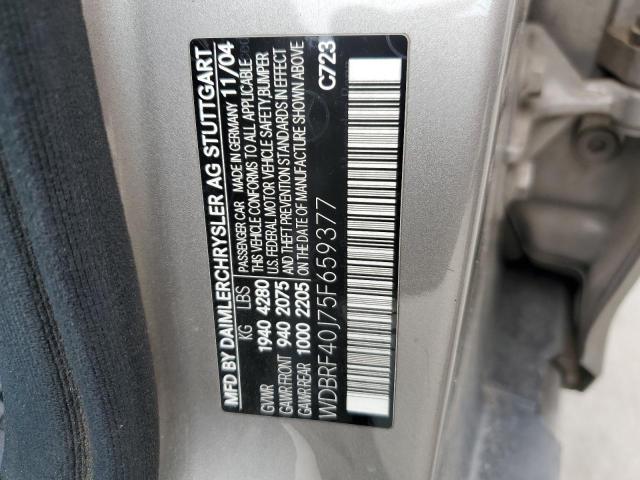 MFD BY DAIMLERCHRYSLER AG STUTTGART
PASSENGER CAR MADE IN GERMANY 11/04
KG LBS THIS VEHICLE CONFORMS TO ALL APPLICABLE
GVWR 1940 4280 U.S. FEDERAL MOTOR VEHICLE SAFETY,BUMPER
GAWR FRONT 940 2075 AND THEFT PREVENTION STANDARDS IN EFFECT
GAWR REAR 1000 2205 ON THE DATE OF MANUFACTURE SHOWN ABOVE
WDBRF40J75F659377 C723